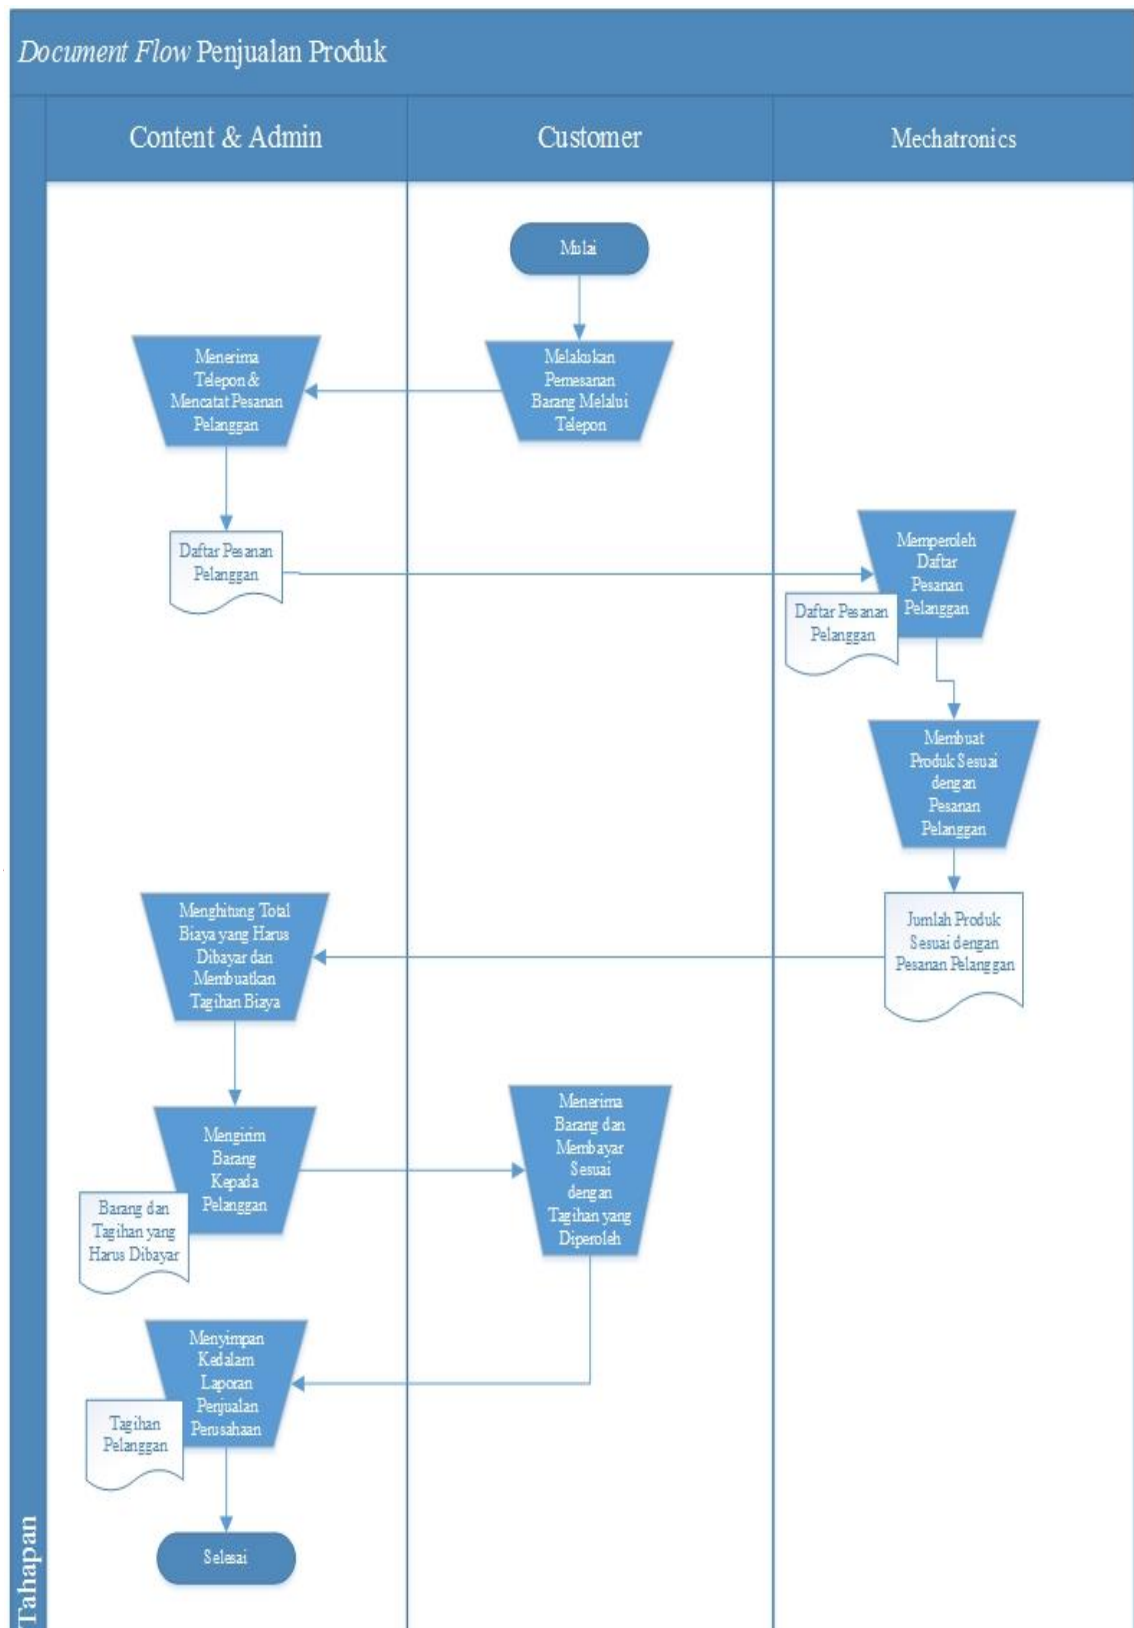 Document Flow Penjualan Produk
Content & Admin
Customer
Mechatronics
Mulai
Menerima
Telepon &
Mencatat Pesanan
Pelanggan
Melakukan
Pemesanan
Barang Melalui
Telepon
Daftar Pesanan
Pelanggan
Memperoleh
Daftar
Pesanan
Pelanggan
Daftar Pesanan
Pelanggan
Membuat
Produk Sesuai
dengan
Pesanan
Pelanggan
Jumlah Produk
Sesuai dengan
Pesanan Pelanggan
Menghitung Total
Biaya yang Harus
Dibayar dan
Membuatkan
Tagihan Biaya
Mengirim
Barang
Kepada
Pelanggan
Barang dan
Tagihan yang
Harus Dibayar
Menerima
Barang dan
Membayar
Sesuai
dengan
Tagihan yang
Diperoleh
Menyimpan
Kedalam
Laporan
Penjualan
Perusahaan
Tagihan
Pelanggan
Selesai
Tahapan